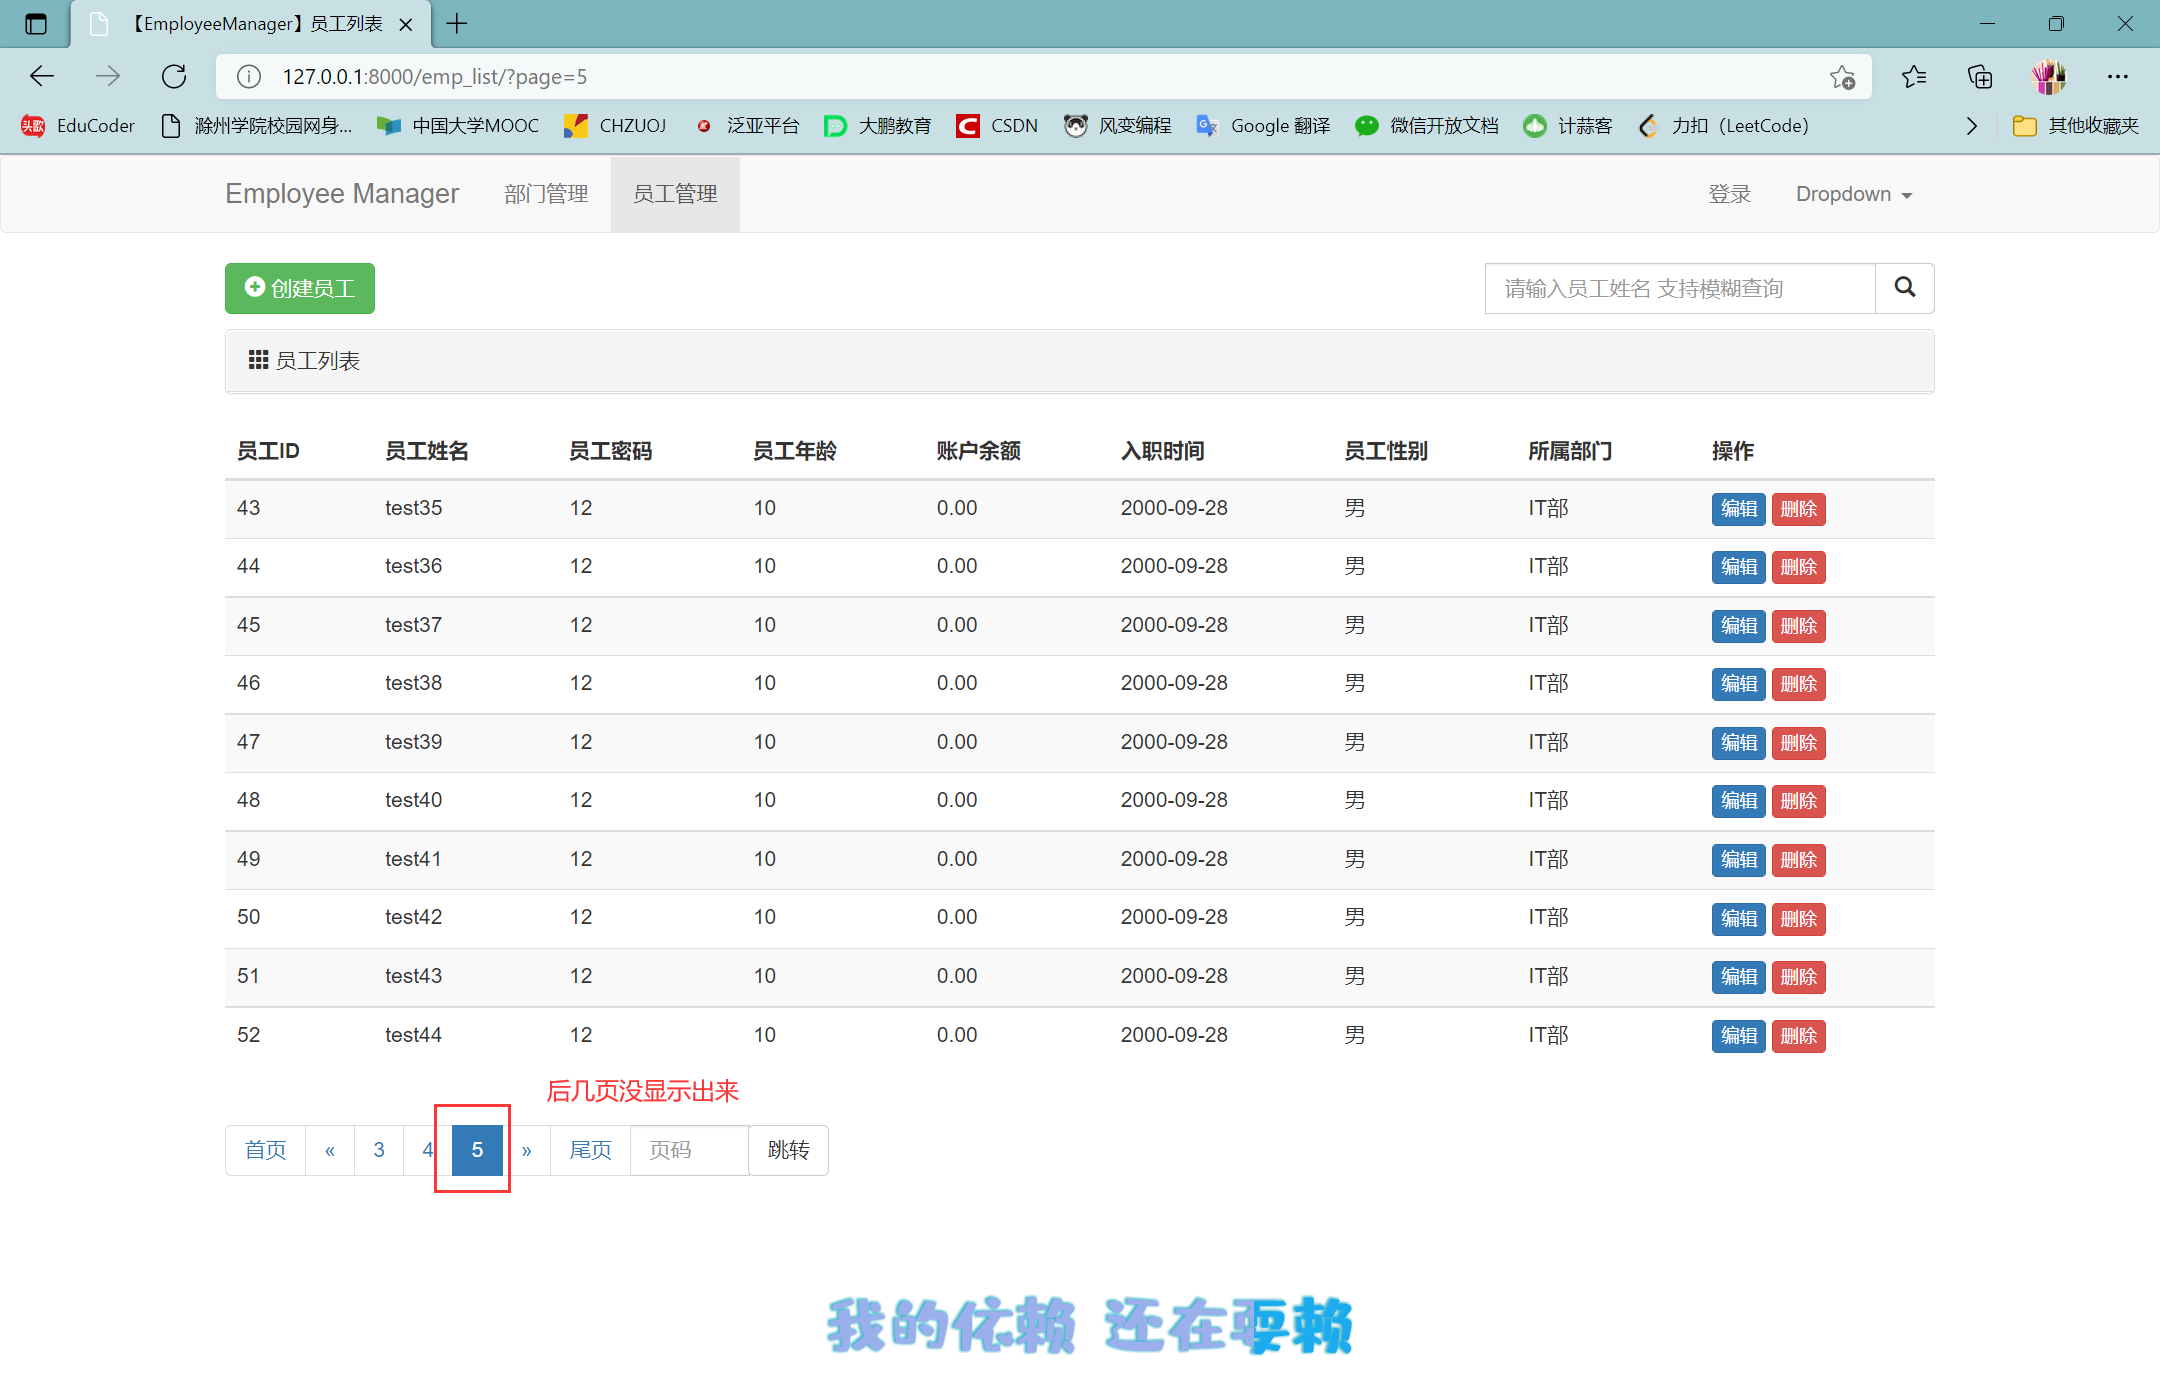 【EmployeeManager】员工列表
127.0.0.1:8000/emp_list/?page=5
EduCoder 滁州学院校园网身... 中国大学MOOC CHZUOJ 泛亚平台 大鹏教育 CSDN 风变编程 Google 翻译 微信开放文档 计蒜客 力扣（LeetCode） 其他收藏夹
Employee Manager 部门管理 员工管理 登录 Dropdown
创建员工 请输入员工姓名 支持模糊查询
员工列表
员工ID 员工姓名 员工密码 员工年龄 账户余额 入职时间 员工性别 所属部门 操作
43 test35 12 10 0.00 2000-09-28 男 IT部 编辑 删除
44 test36 12 10 0.00 2000-09-28 男 IT部 编辑 删除
45 test37 12 10 0.00 2000-09-28 男 IT部 编辑 删除
46 test38 12 10 0.00 2000-09-28 男 IT部 编辑 删除
47 test39 12 10 0.00 2000-09-28 男 IT部 编辑 删除
48 test40 12 10 0.00 2000-09-28 男 IT部 编辑 删除
49 test41 12 10 0.00 2000-09-28 男 IT部 编辑 删除
50 test42 12 10 0.00 2000-09-28 男 IT部 编辑 删除
51 test43 12 10 0.00 2000-09-28 男 IT部 编辑 删除
52 test44 12 10 0.00 2000-09-28 男 IT部 编辑 删除
后几页没显示出来
首页 « 3 4 5 » 尾页 页码 跳转
我的依赖 还在耍赖